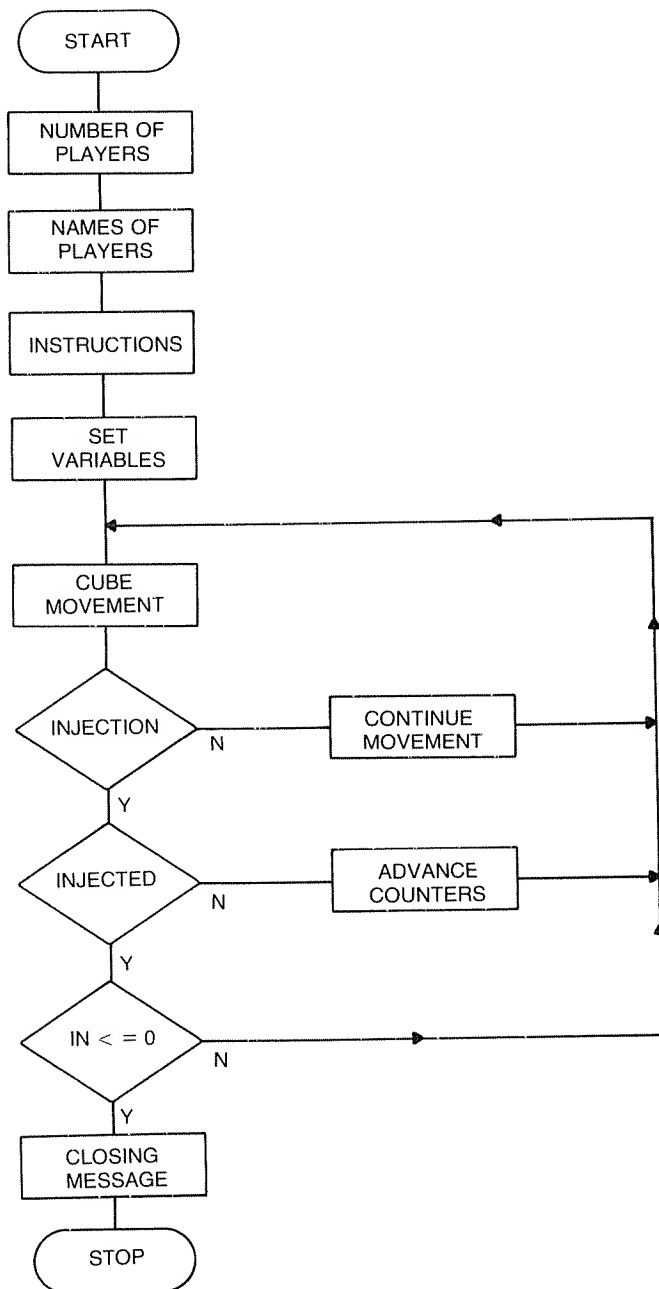 START
NUMBER OF
PLAYERS
NAMES OF
PLAYERS
INSTRUCTIONS
SET
VARIABLES
CUBE
MOVEMENT
INJECTION
N
CONTINUE
MOVEMENT
Y
INJECTED
N
ADVANCE
COUNTERS
Y
IN < = 0
N
Y
CLOSING
MESSAGE
STOP